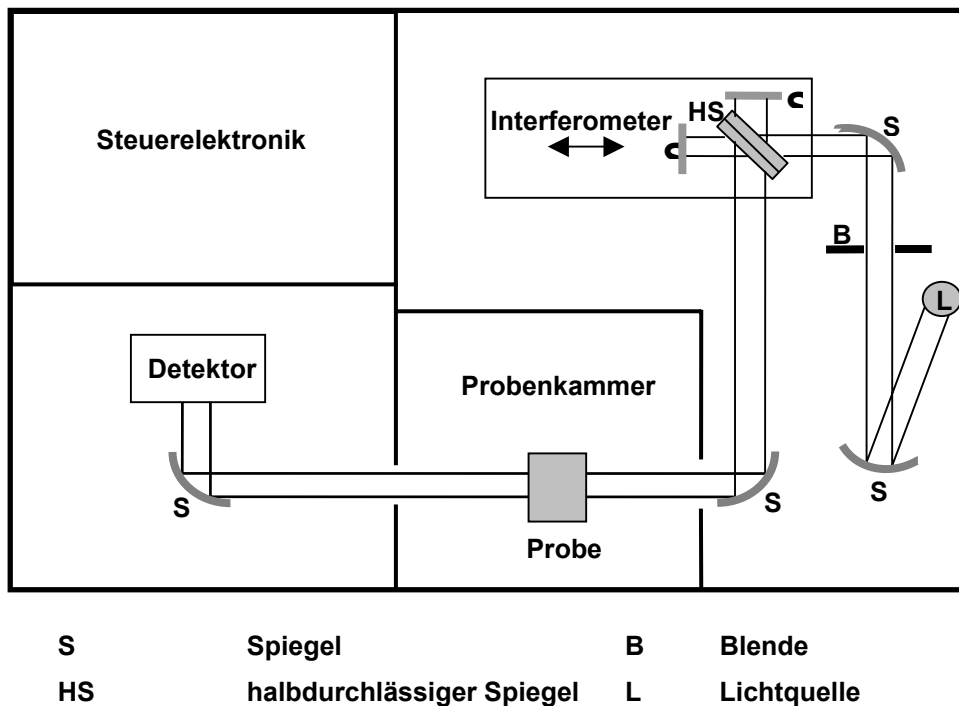 Steuerelektronik
Interferometer
HS
S
B
L
Detektor
Probenkammer
S
S
S
Probe
S Spiegel B Blende
HS halbdurchlässiger Spiegel L Lichtquelle